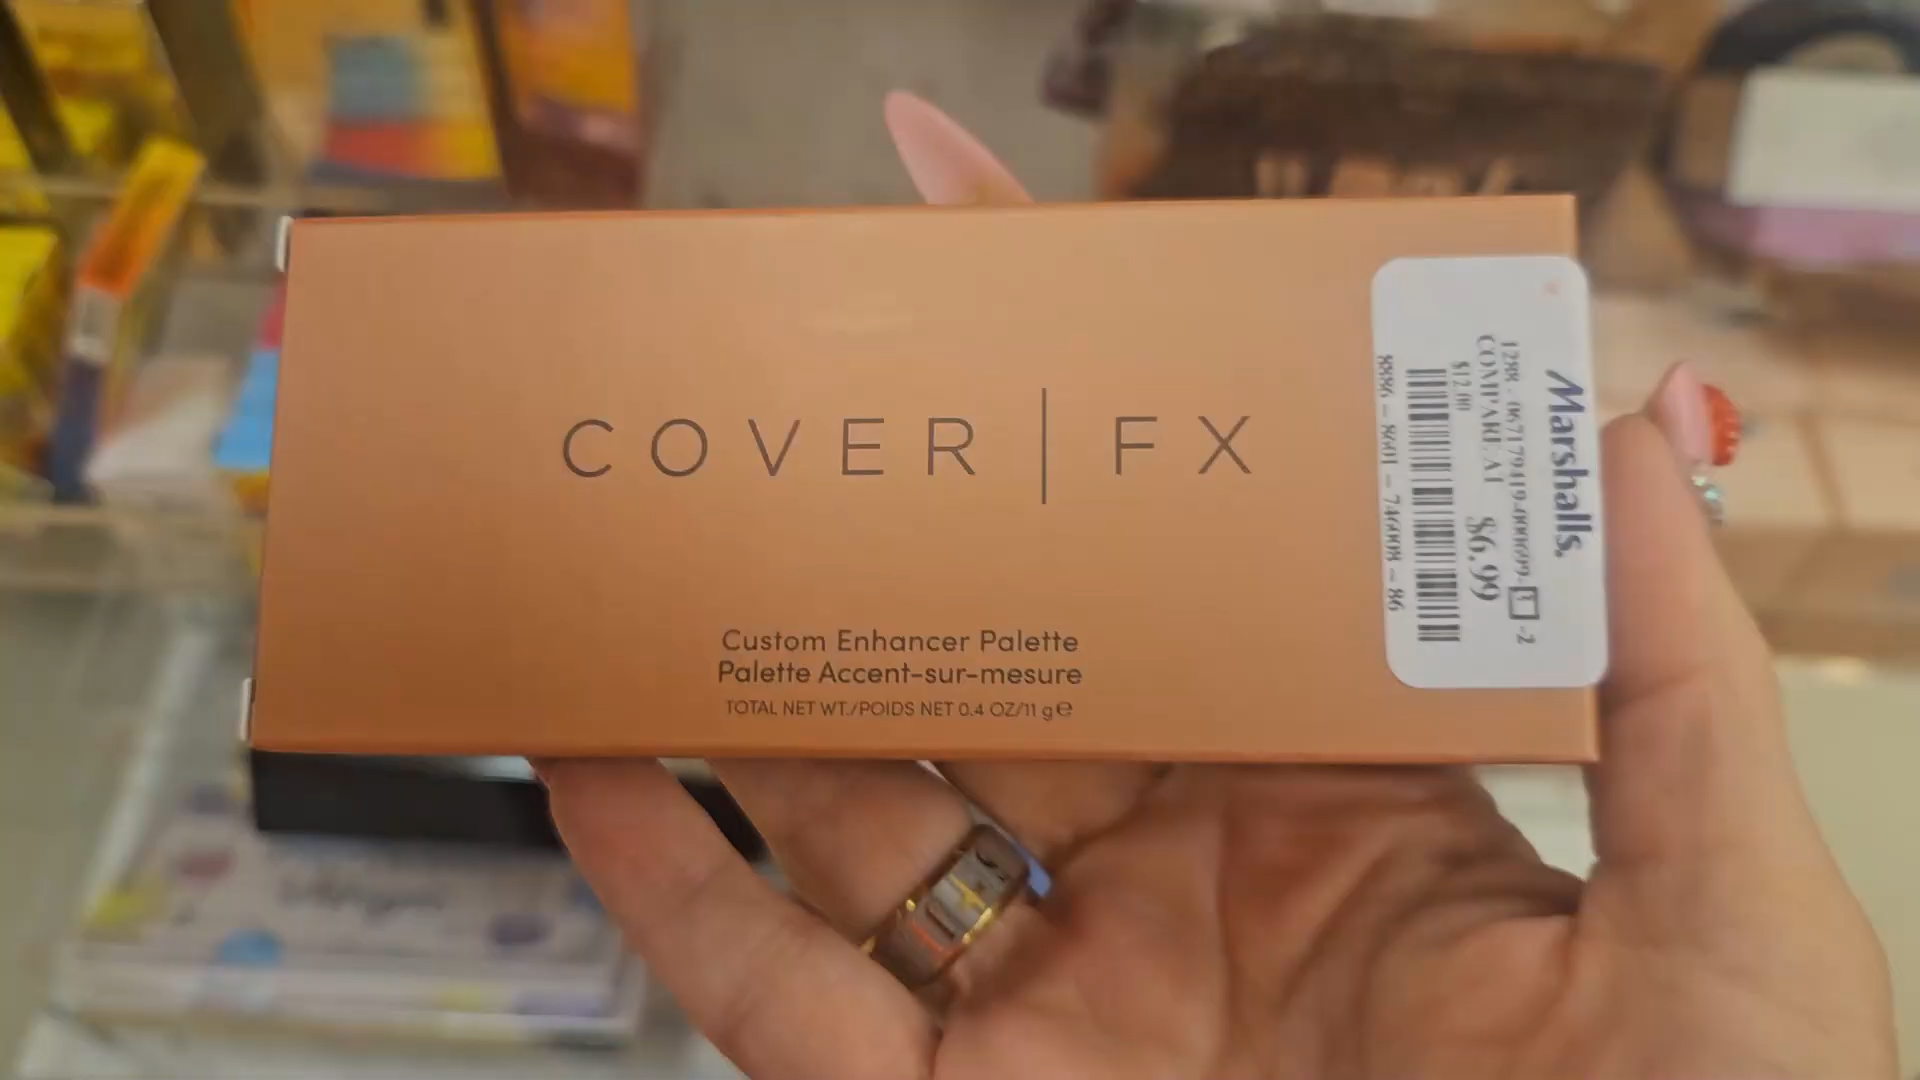 COVER | FX
Custom Enhancer Palette
Palette Accent-sur-mesure
TOTAL NET WT./POIDS NET 0.4 OZ/11 g ℮
Marshalls.
COMPARE AT
$6.99
$12.00